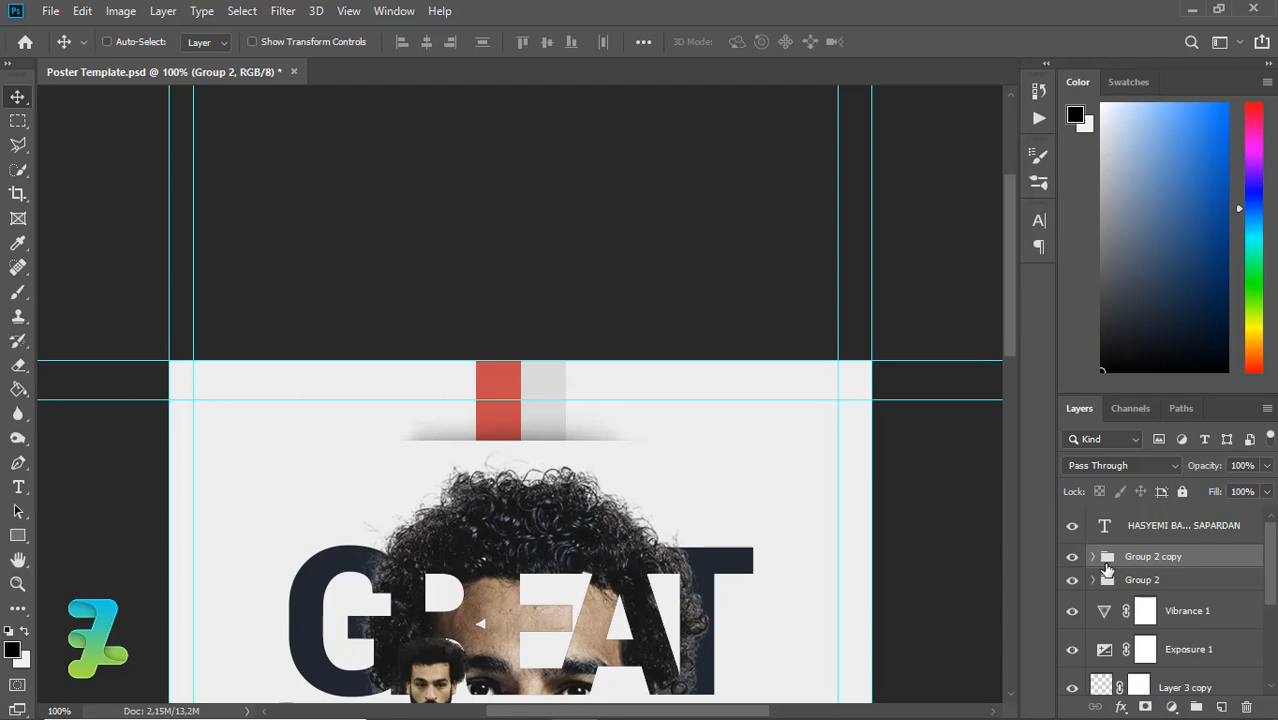 Ps File Edit Image Layer Type Select Filter 3D View Window Help
Auto-Select: Layer Show Transform Controls 3D Mode:
Poster Template.psd @ 100% (Group 2, RGB/8) *
Color Swatches
Layers Channels Paths
Kind
Pass Through Opacity: 100%
Lock: Fill: 100%
HASYEMI BA... SAPARDAN
Group 2 copy
Group 2
Vibrance 1
Exposure 1
Layer 3 copy
GREAT
100% Doc: 2,15M/13,2M